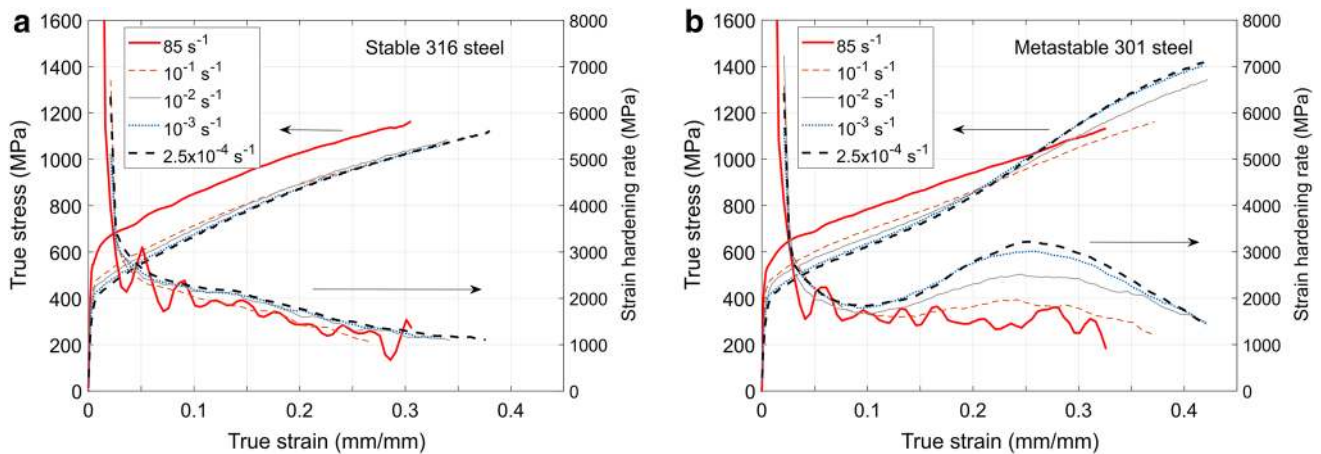 a
1600
1400
1200
1000
800
600
400
200
0
True stress (MPa)
85 s⁻¹
10⁻¹ s⁻¹
10⁻² s⁻¹
10⁻³ s⁻¹
2.5x10⁻⁴ s⁻¹
Stable 316 steel
8000
7000
6000
5000
4000
3000
2000
1000
0
Strain hardening rate (MPa)
0 0.1 0.2 0.3 0.4
True strain (mm/mm)
b
1600
1400
1200
1000
800
600
400
200
0
True stress (MPa)
85 s⁻¹
10⁻¹ s⁻¹
10⁻² s⁻¹
10⁻³ s⁻¹
2.5x10⁻⁴ s⁻¹
Metastable 301 steel
8000
7000
6000
5000
4000
3000
2000
1000
0
Strain hardening rate (MPa)
0 0.1 0.2 0.3 0.4
True strain (mm/mm)